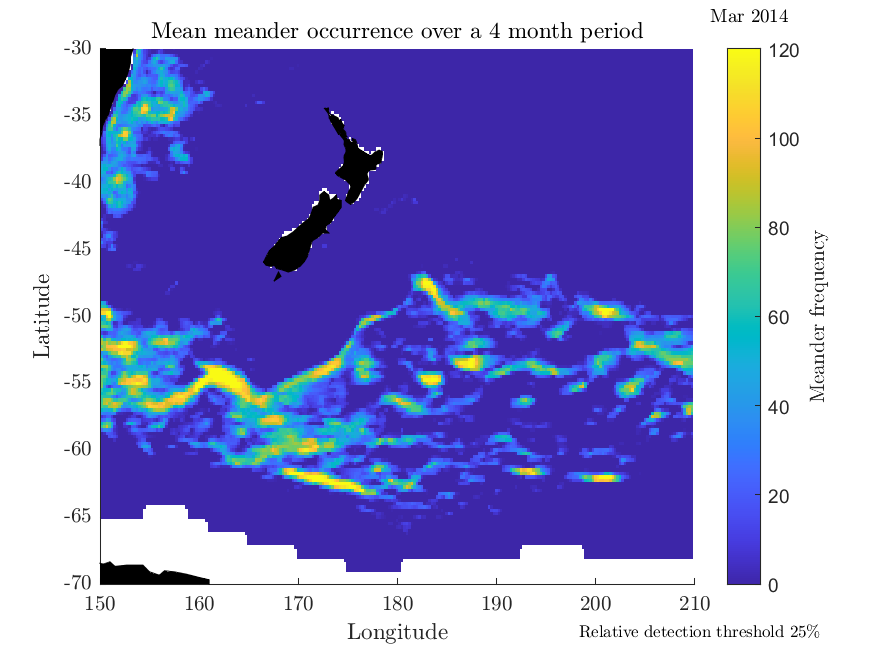 Mar 2014
Mean meander occurrence over a 4 month period
-30
-35
-40
-45
-50
-55
-60
-65
-70
Latitude
150 160 170 180 190 200 210
Longitude
120
100
80
60
40
20
0
Meander frequency
Relative detection threshold 25%